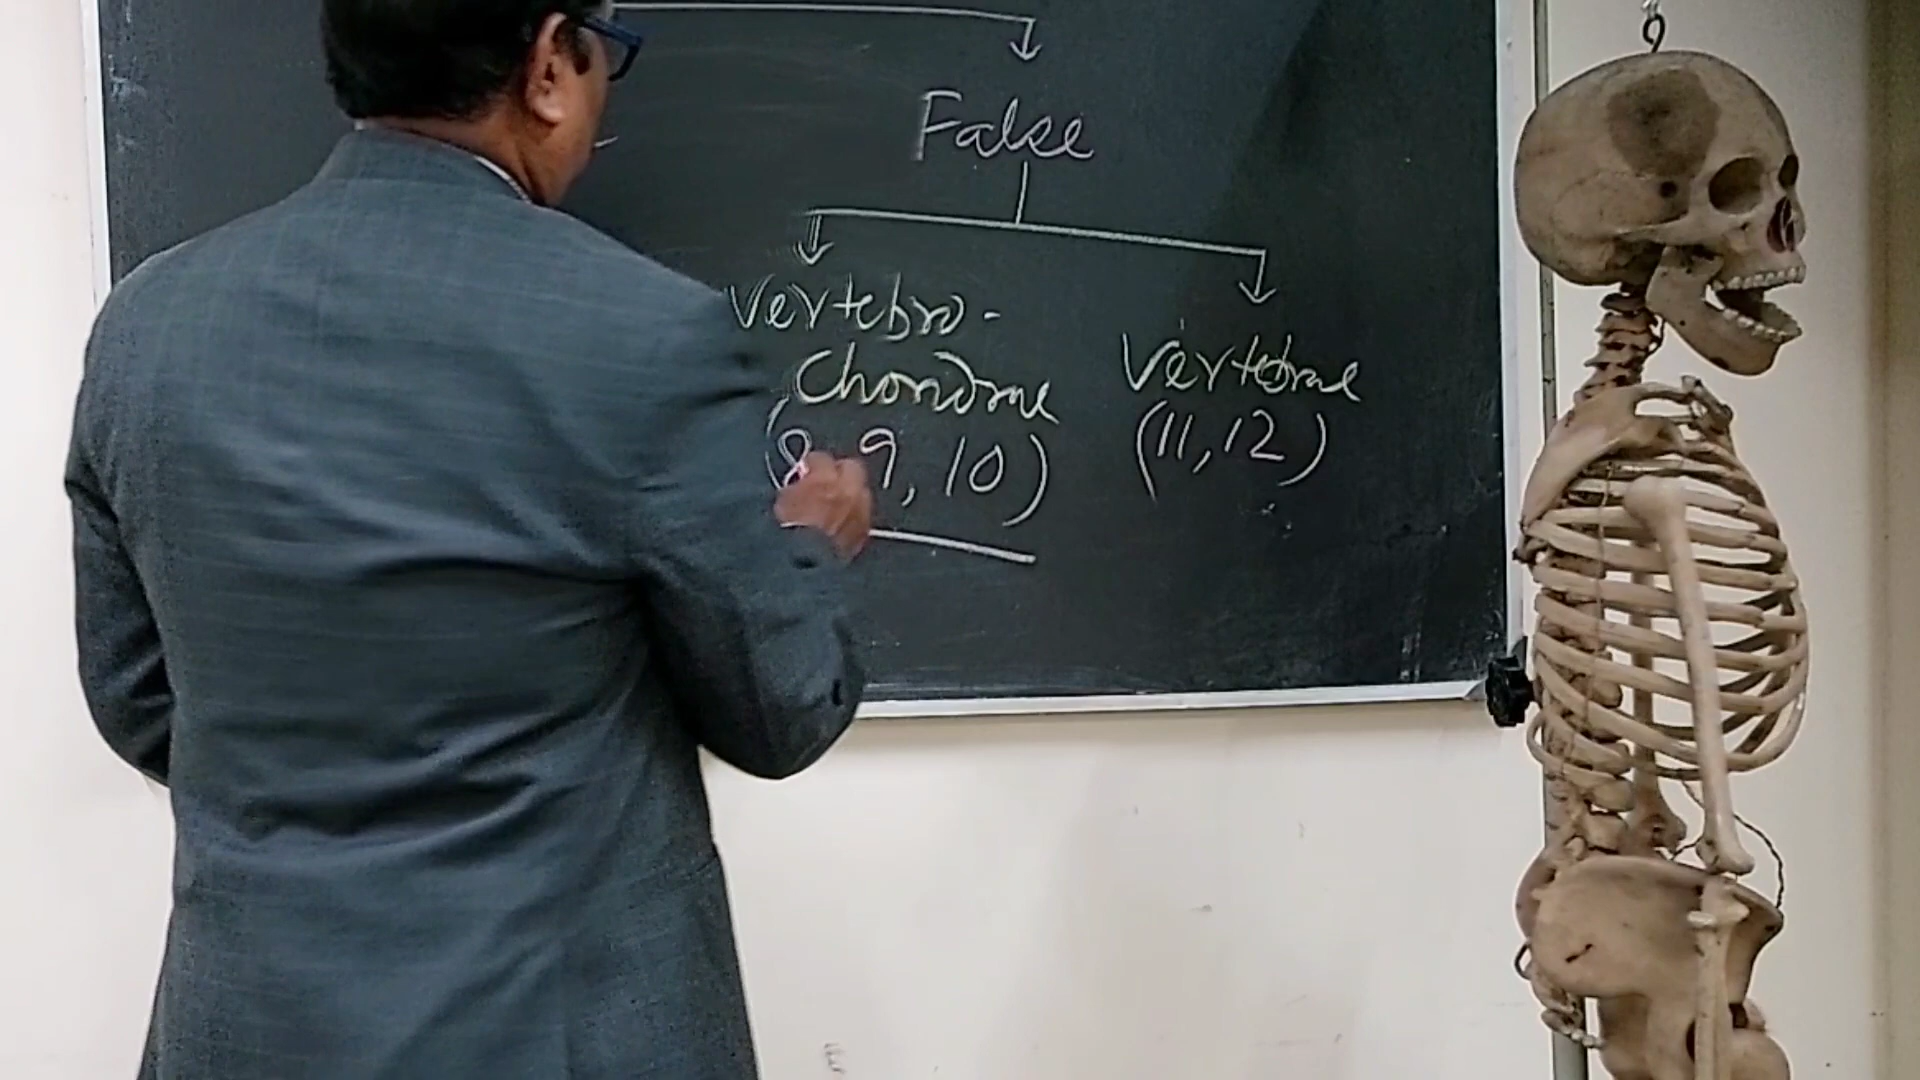 False
Vertebro-
chondral
(8, 9, 10)
Vertebral
(11, 12)